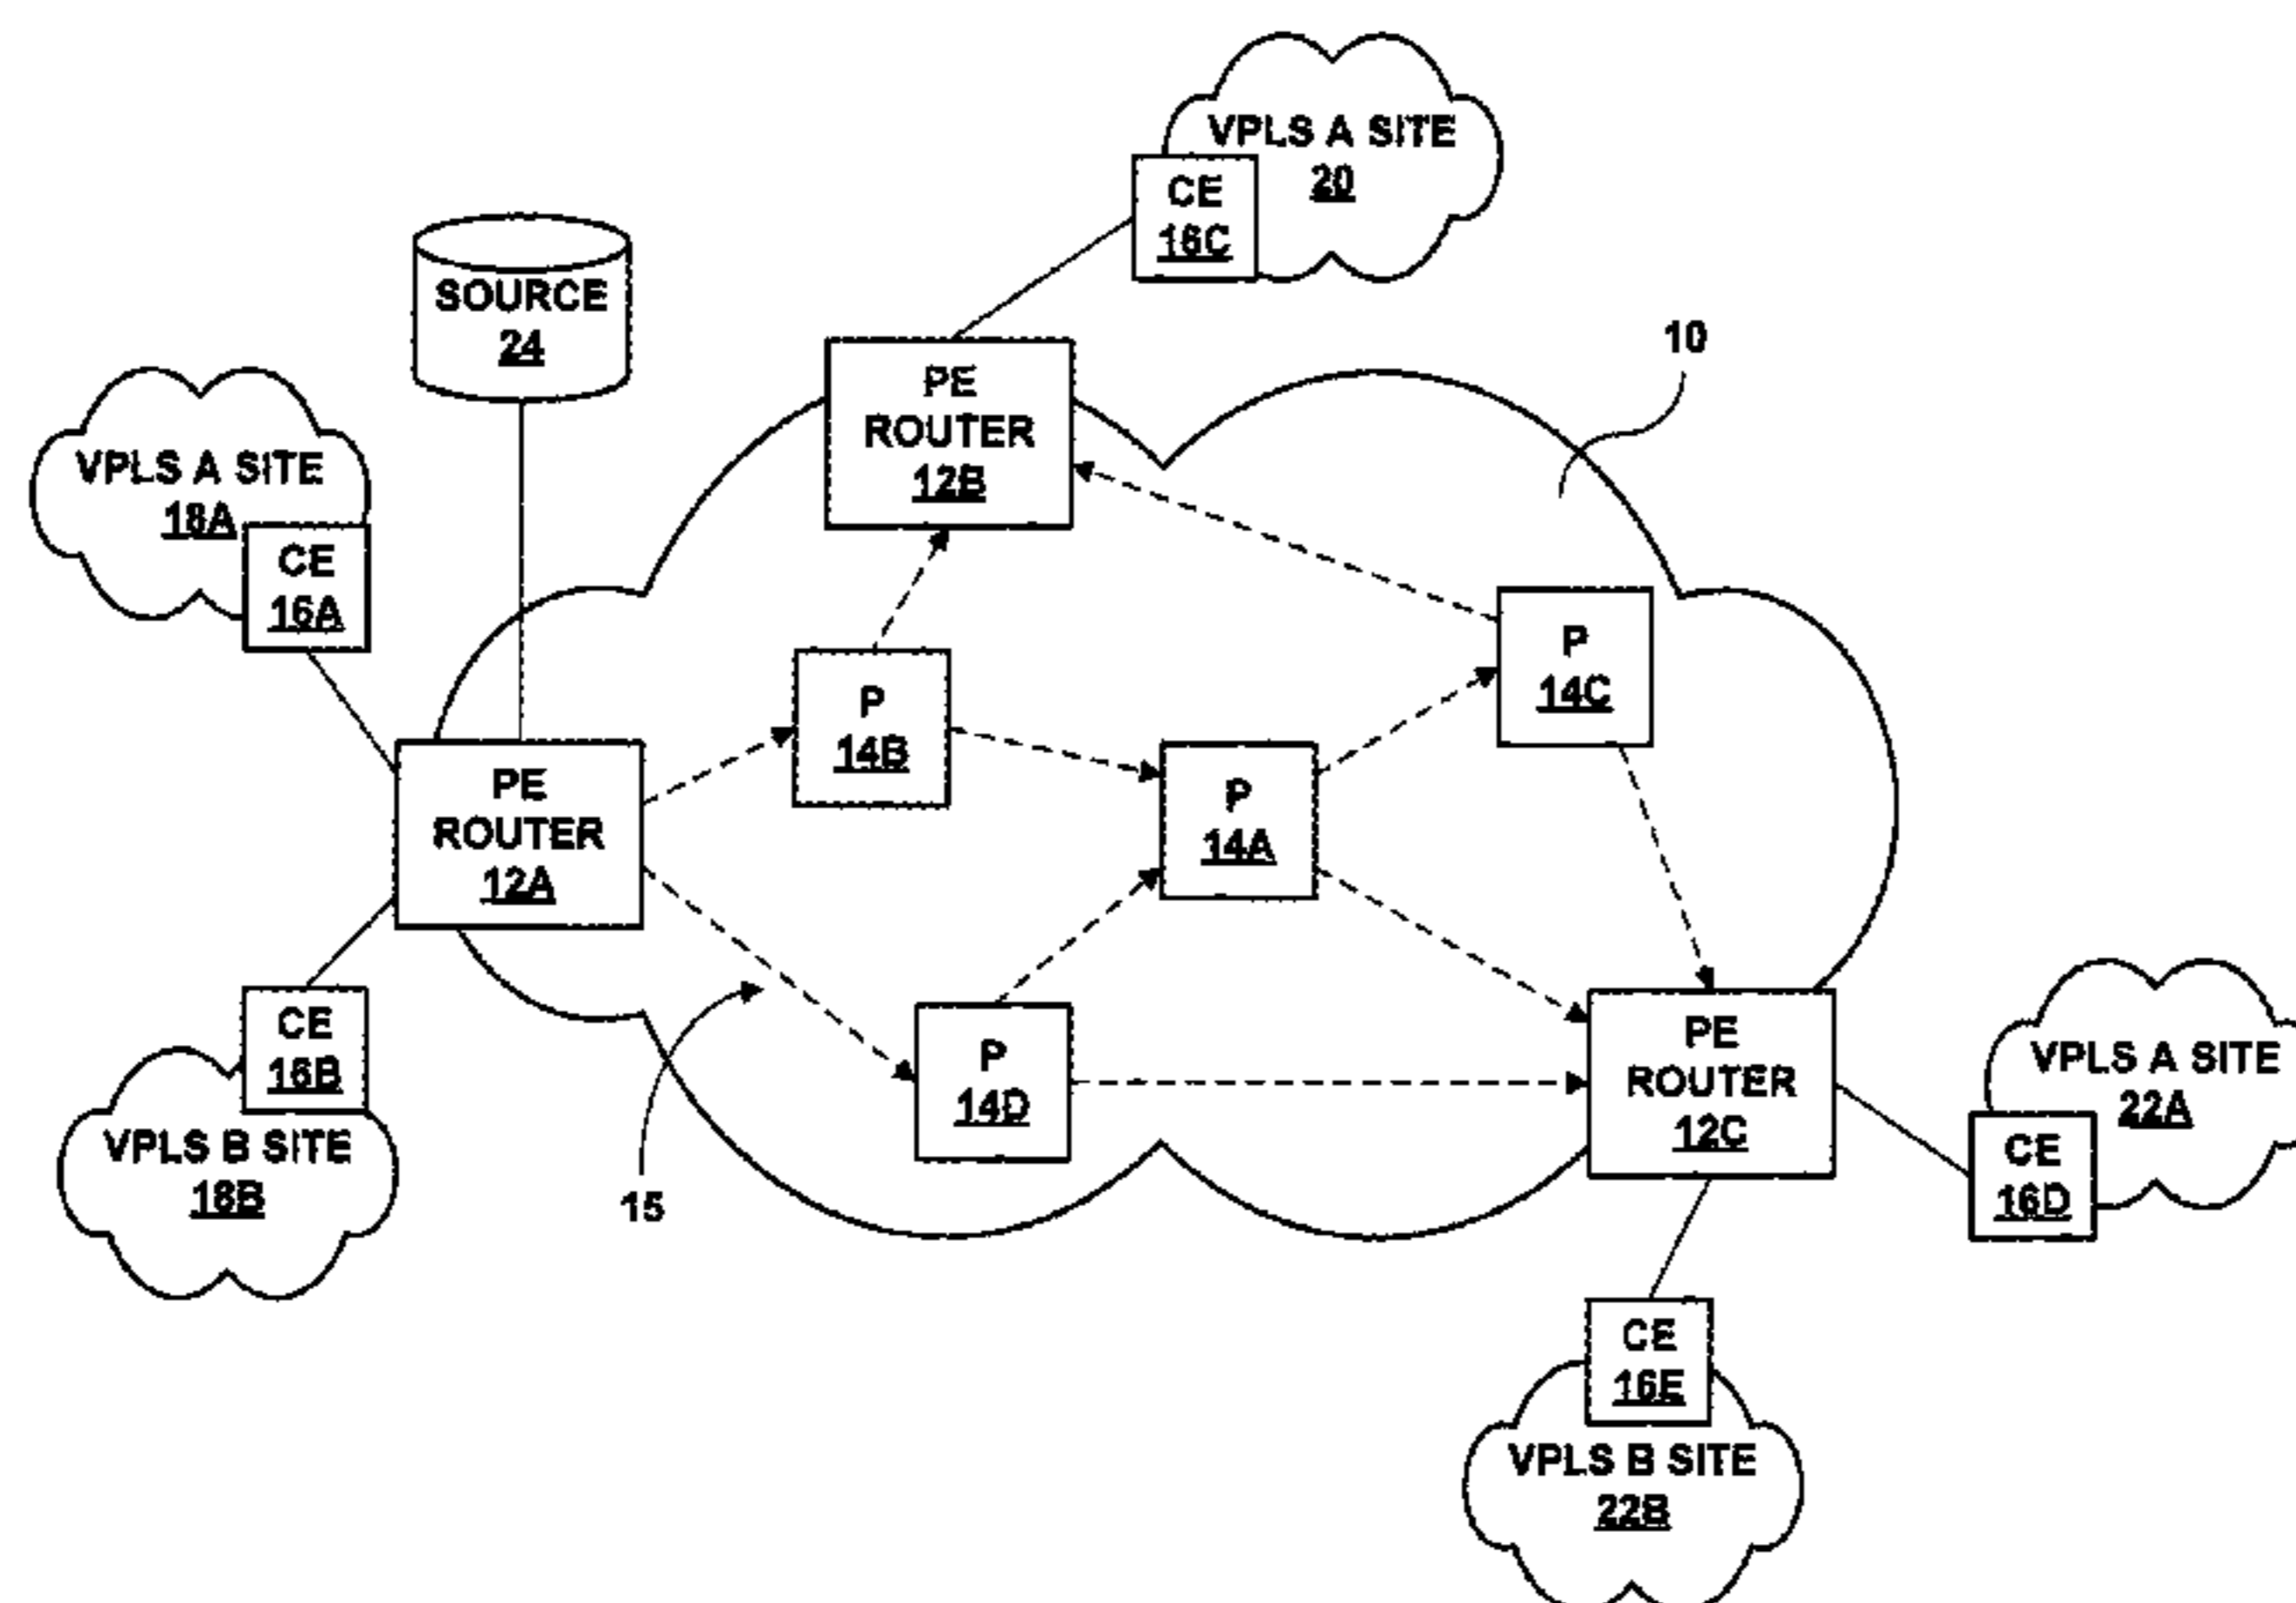 VPLS A SITE
20
CE
16C
SOURCE
24
10
PE
ROUTER
12B
VPLS A SITE
18A
CE
16A
P
14C
P
14B
PE
ROUTER
12A
P
14A
CE
16B
VPLS B SITE
18B
P
14D
15
PE
ROUTER
12C
VPLS A SITE
22A
CE
16D
CE
16E
VPLS B SITE
22B